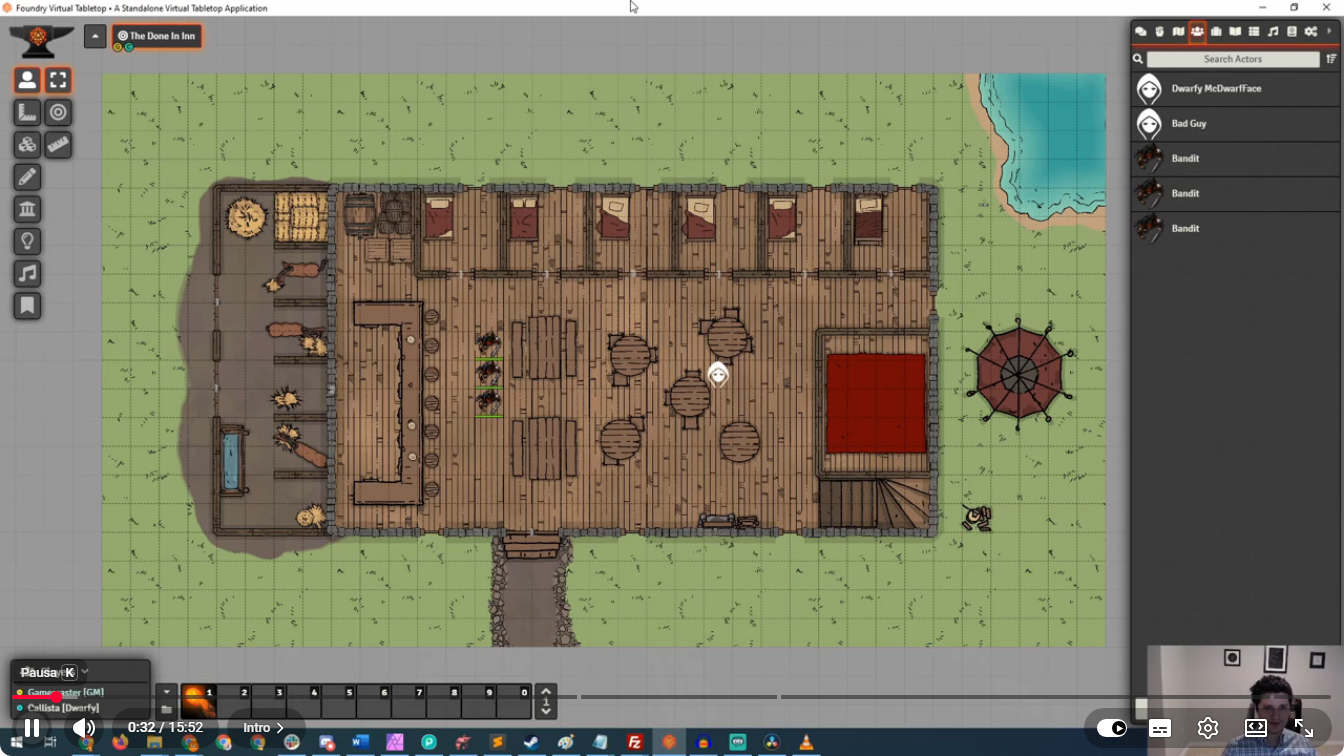 Foundry Virtual Tabletop • A Standalone Virtual Tabletop Application
The Done In Inn
G C
Search Actors
Dwarfy McDwarfFace
Bad Guy
Bandit
Bandit
Bandit
Pausa K
Gamemaster [GM]
Callista [Dwarfy]
1 2 3 4 5 6 7 8 9 0
1
0:32 / 15:52
Intro